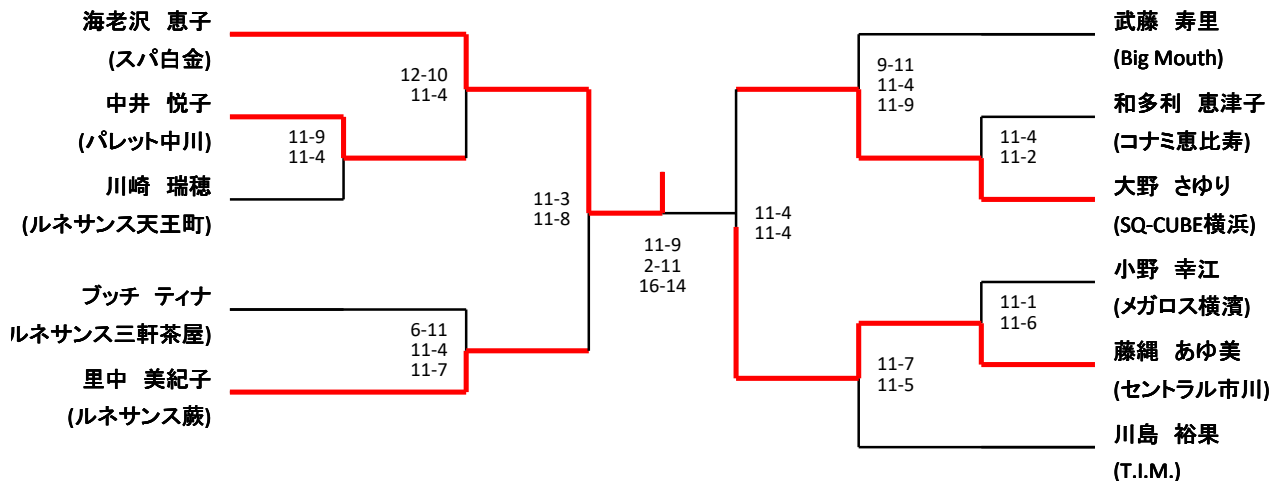 海老沢 恵子
(スパ白金)
中井 悦子
(パレット中川)
川崎 瑞穂
(ルネサンス天王町)
ブッチ ティナ
ルネサンス三軒茶屋)
里中 美紀子
(ルネサンス蕨)
12-10
11-4
11-9
11-4
6-11
11-4
11-7
11-3
11-8
11-9
2-11
16-14
11-4
11-4
9-11
11-4
11-9
11-4
11-2
11-1
11-6
11-7
11-5
武藤 寿里
(Big Mouth)
和多利 恵津子
(コナミ恵比寿)
大野 さゆり
(SQ-CUBE横浜)
小野 幸江
(メガロス横濱)
藤縄 あゆ美
(セントラル市川)
川島 裕果
(T.I.M.)